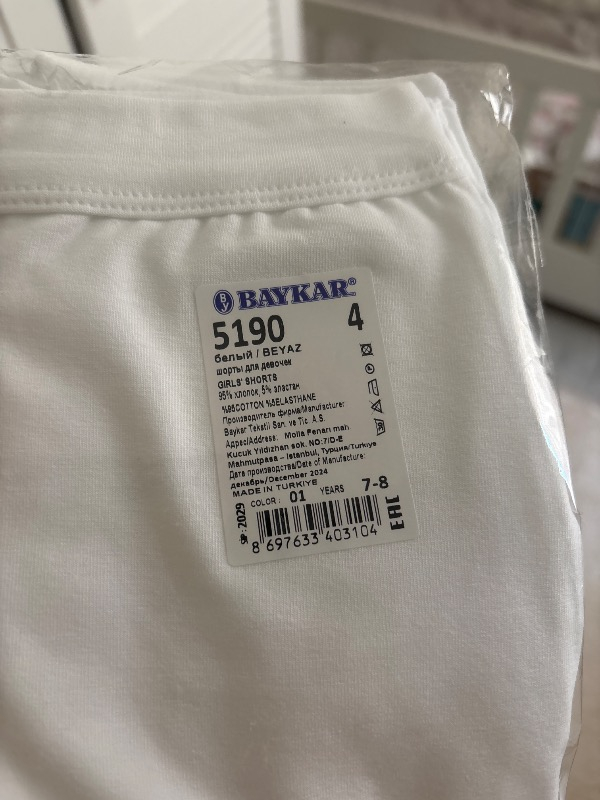 BY BAYKAR®
5190 4
белый / BEYAZ
шорты для девочек
GIRLS' SHORTS
95% хлопок, 5% эластан
%95COTTON %5ELASTHANE
Производитель фирма/Manufacture:
Baykar Tekstil San. ve Tic. A.S.
Адрес/Address: Molla Fenari mah.
Kucuk Yildizhan sok. NO:7/D-E
Mahmutpasa – Istanbul, Турция/Turkiye
Дата производства/Date of Manufacture:
декабрь/December 2024
MADE IN TURKIYE
COLOR: 01 YEARS 7-8
2029
8 697633 403104
EAC
30